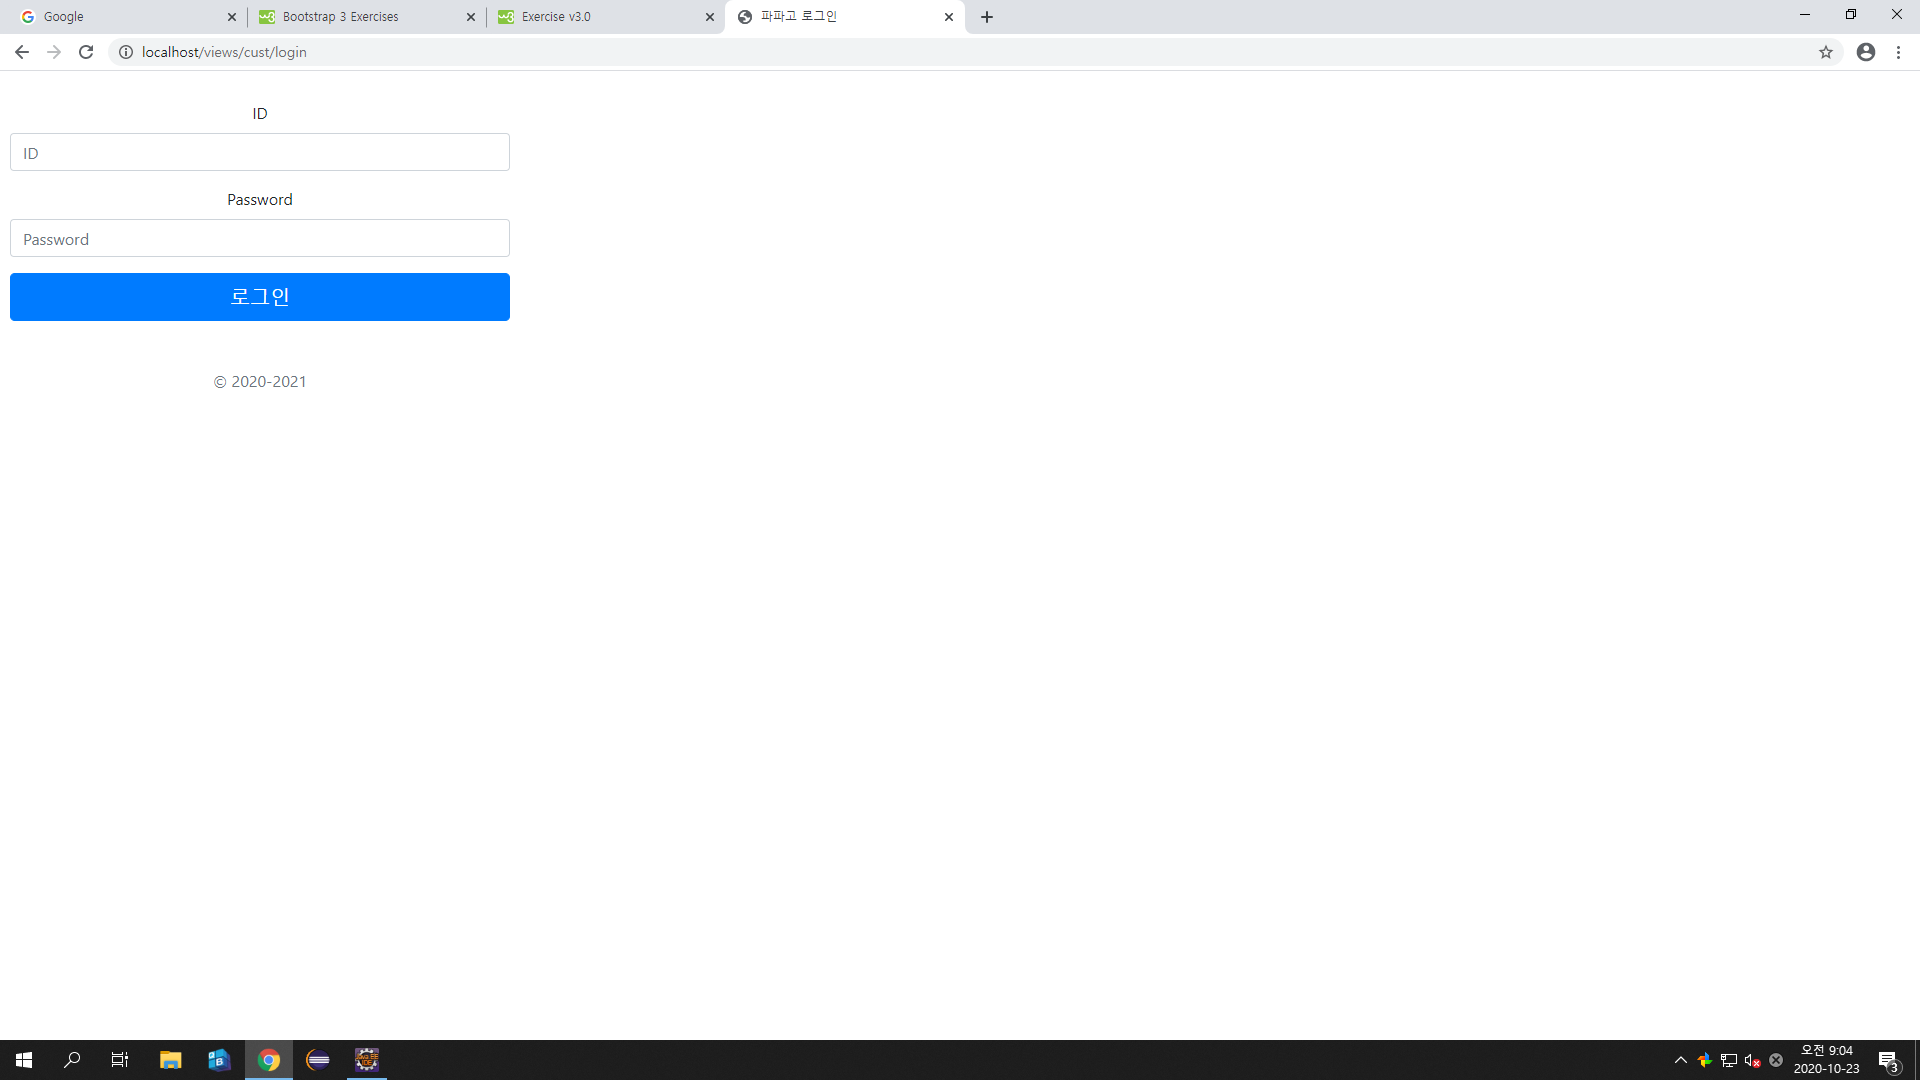 Google
Bootstrap 3 Exercises
Exercise v3.0
파파고 로그인
localhost/views/cust/login
ID
ID
Password
Password
로그인
© 2020-2021
오전 9:04
2020-10-23
3